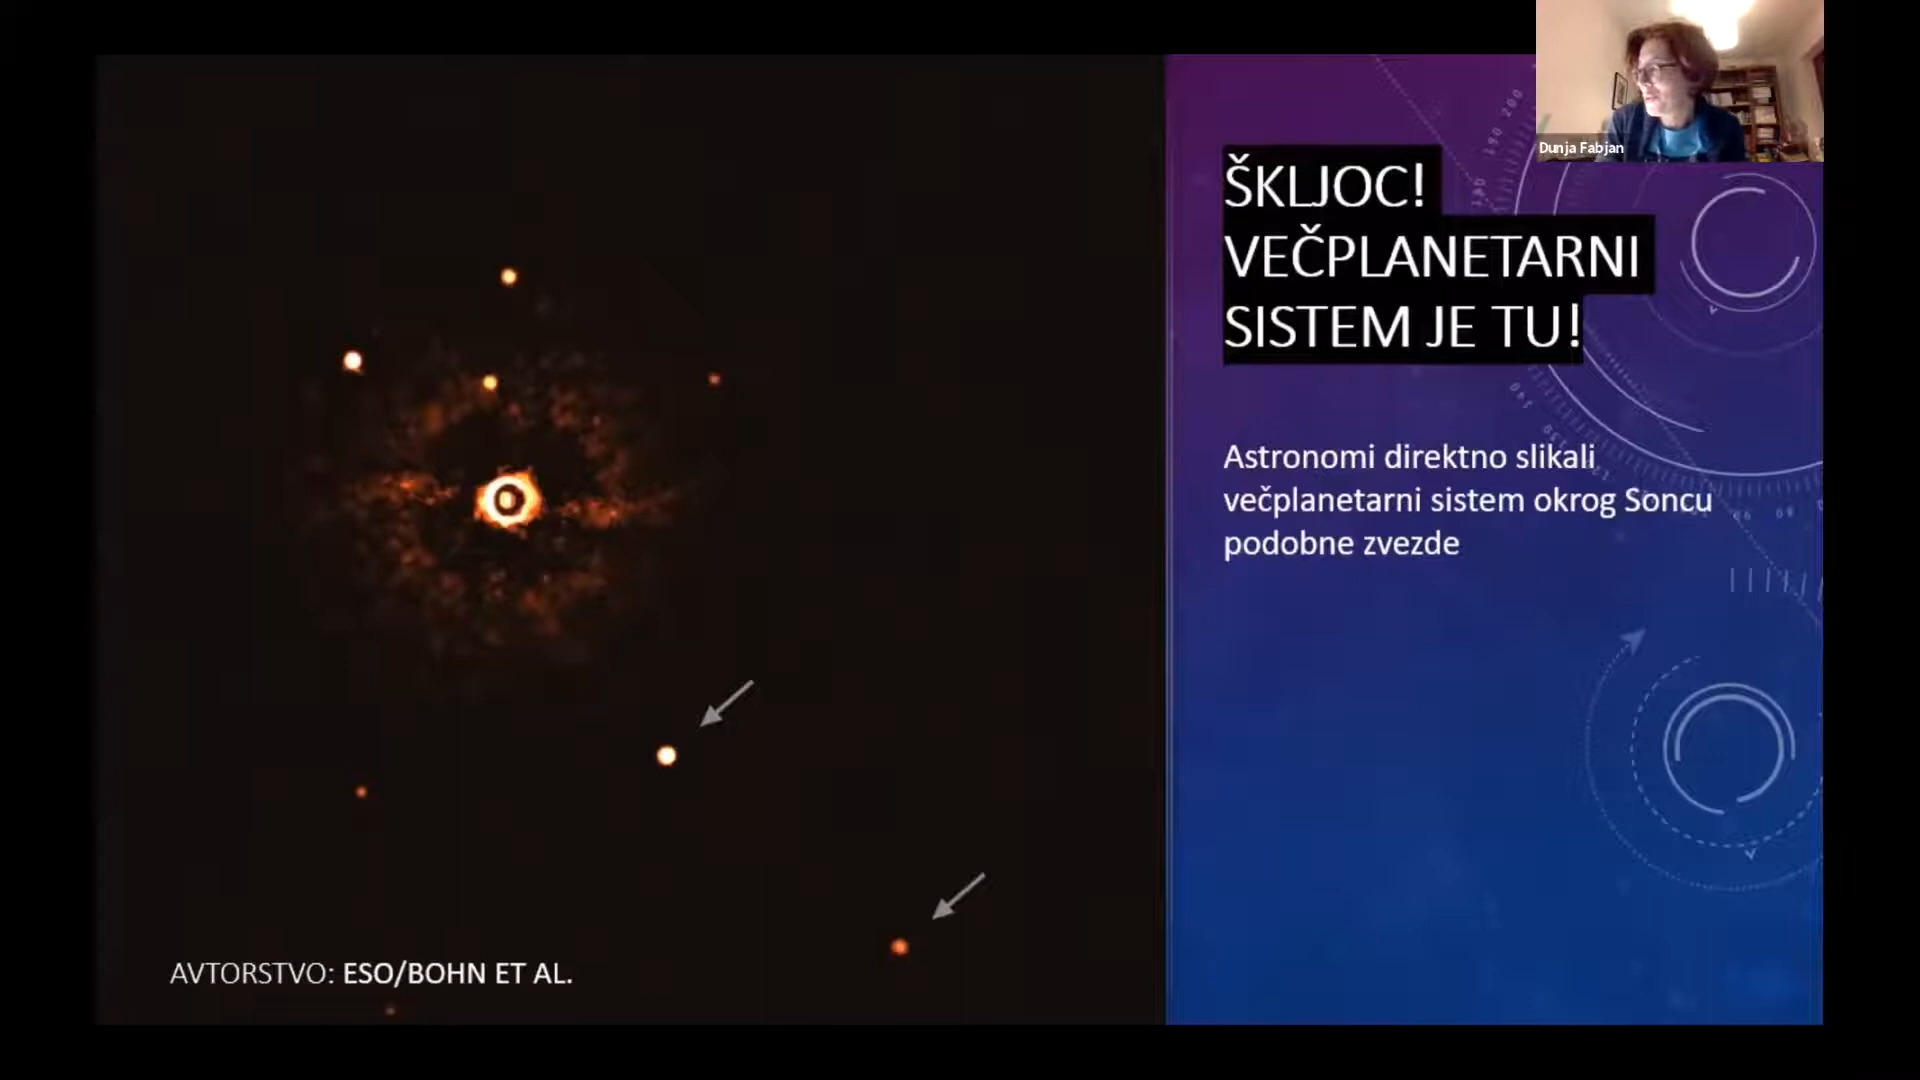 Dunja Fabjan
ŠKLJOC!
VEČPLANETARNI
SISTEM JE TU!
Astronomi direktno slikali
večplanetarni sistem okrog Soncu
podobne zvezde
AVTORSTVO: ESO/BOHN ET AL.